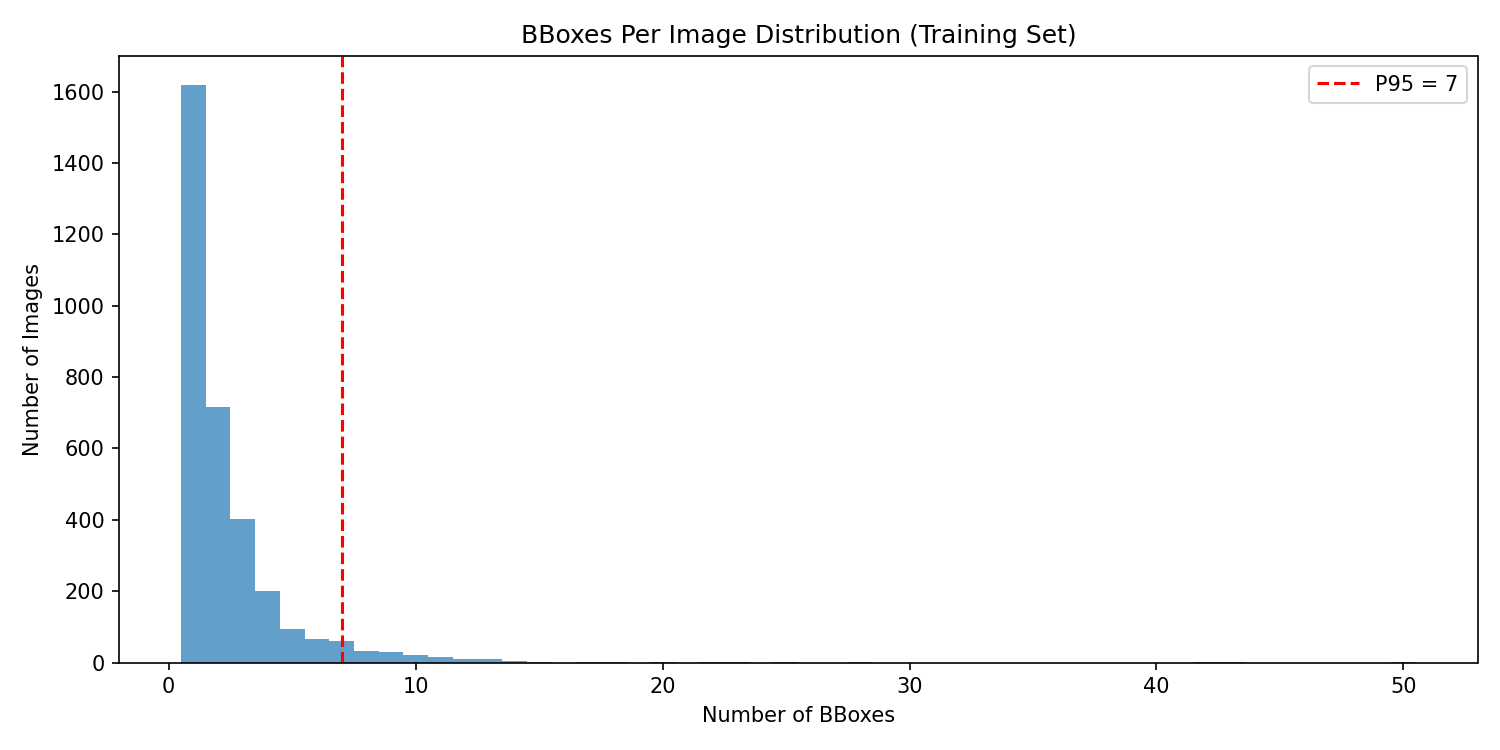 BBoxes Per Image Distribution (Training Set)
P95 = 7
Number of Images
1600
1400
1200
1000
800
600
400
200
0
0 10 20 30 40 50
Number of BBoxes